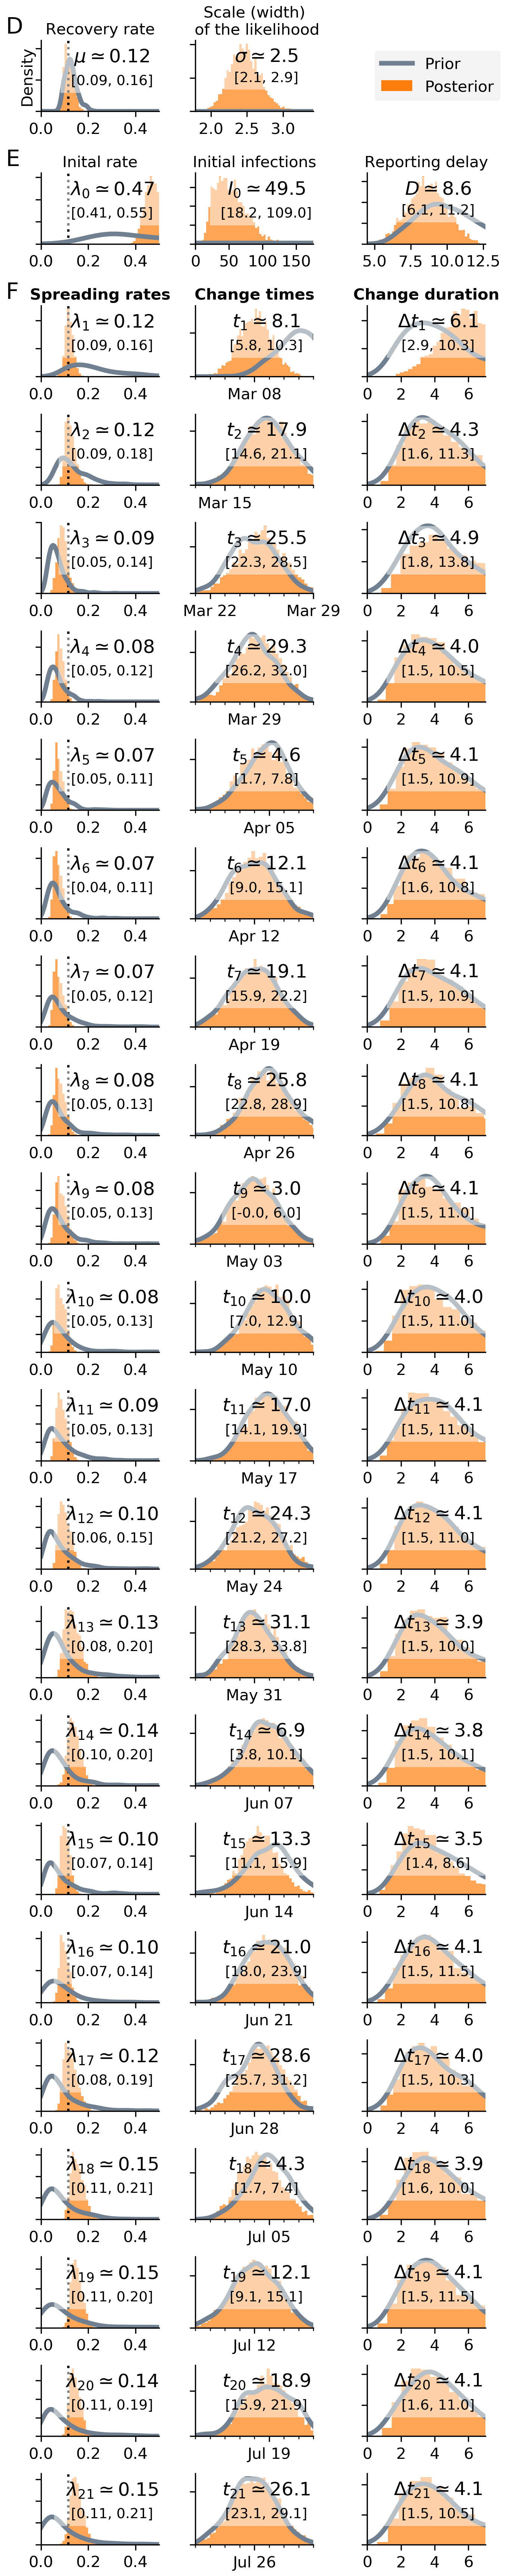 D
Recovery rate
Scale (width)
of the likelihood
Density
μ≃0.12
[0.09, 0.16]
σ≃2.5
[2.1, 2.9]
Prior
Posterior
0.0 0.2 0.4
2.0 2.5 3.0
E
Inital rate
Initial infections
Reporting delay
λ0≃0.47
[0.41, 0.55]
I0≃49.5
[18.2, 109.0]
D≃8.6
[6.1, 11.2]
0.0 0.2 0.4
0 50 100 150
5.0 7.5 10.0 12.5
F
Spreading rates
Change times
Change duration
λ1≃0.12
[0.09, 0.16]
t1≃8.1
[5.8, 10.3]
Δt1≃6.1
[2.9, 10.3]
0.0 0.2 0.4
Mar 08
0 2 4 6
λ2≃0.12
[0.09, 0.18]
t2≃17.9
[14.6, 21.1]
Δt2≃4.3
[1.6, 11.3]
0.0 0.2 0.4
Mar 15
0 2 4 6
λ3≃0.09
[0.05, 0.14]
t3≃25.5
[22.3, 28.5]
Δt3≃4.9
[1.8, 13.8]
0.0 0.2 0.4
Mar 22 Mar 29
0 2 4 6
λ4≃0.08
[0.05, 0.12]
t4≃29.3
[26.2, 32.0]
Δt4≃4.0
[1.5, 10.5]
0.0 0.2 0.4
Mar 29
0 2 4 6
λ5≃0.07
[0.05, 0.11]
t5≃4.6
[1.7, 7.8]
Δt5≃4.1
[1.5, 10.9]
0.0 0.2 0.4
Apr 05
0 2 4 6
λ6≃0.07
[0.04, 0.11]
t6≃12.1
[9.0, 15.1]
Δt6≃4.1
[1.6, 10.8]
0.0 0.2 0.4
Apr 12
0 2 4 6
λ7≃0.07
[0.05, 0.12]
t7≃19.1
[15.9, 22.2]
Δt7≃4.1
[1.5, 10.9]
0.0 0.2 0.4
Apr 19
0 2 4 6
λ8≃0.08
[0.05, 0.13]
t8≃25.8
[22.8, 28.9]
Δt8≃4.1
[1.5, 10.8]
0.0 0.2 0.4
Apr 26
0 2 4 6
λ9≃0.08
[0.05, 0.13]
t9≃3.0
[-0.0, 6.0]
Δt9≃4.1
[1.5, 11.0]
0.0 0.2 0.4
May 03
0 2 4 6
λ10≃0.08
[0.05, 0.13]
t10≃10.0
[7.0, 12.9]
Δt10≃4.0
[1.5, 11.0]
0.0 0.2 0.4
May 10
0 2 4 6
λ11≃0.09
[0.05, 0.13]
t11≃17.0
[14.1, 19.9]
Δt11≃4.1
[1.5, 11.0]
0.0 0.2 0.4
May 17
0 2 4 6
λ12≃0.10
[0.06, 0.15]
t12≃24.3
[21.2, 27.2]
Δt12≃4.1
[1.5, 11.0]
0.0 0.2 0.4
May 24
0 2 4 6
λ13≃0.13
[0.08, 0.20]
t13≃31.1
[28.3, 33.8]
Δt13≃3.9
[1.5, 10.0]
0.0 0.2 0.4
May 31
0 2 4 6
λ14≃0.14
[0.10, 0.20]
t14≃6.9
[3.8, 10.1]
Δt14≃3.8
[1.5, 10.1]
0.0 0.2 0.4
Jun 07
0 2 4 6
λ15≃0.10
[0.07, 0.14]
t15≃13.3
[11.1, 15.9]
Δt15≃3.5
[1.4, 8.6]
0.0 0.2 0.4
Jun 14
0 2 4 6
λ16≃0.10
[0.07, 0.14]
t16≃21.0
[18.0, 23.9]
Δt16≃4.1
[1.5, 11.5]
0.0 0.2 0.4
Jun 21
0 2 4 6
λ17≃0.12
[0.08, 0.19]
t17≃28.6
[25.7, 31.2]
Δt17≃4.0
[1.5, 10.3]
0.0 0.2 0.4
Jun 28
0 2 4 6
λ18≃0.15
[0.11, 0.21]
t18≃4.3
[1.7, 7.4]
Δt18≃3.9
[1.6, 10.0]
0.0 0.2 0.4
Jul 05
0 2 4 6
λ19≃0.15
[0.11, 0.20]
t19≃12.1
[9.1, 15.1]
Δt19≃4.1
[1.5, 11.5]
0.0 0.2 0.4
Jul 12
0 2 4 6
λ20≃0.14
[0.11, 0.19]
t20≃18.9
[15.9, 21.9]
Δt20≃4.1
[1.6, 11.0]
0.0 0.2 0.4
Jul 19
0 2 4 6
λ21≃0.15
[0.11, 0.21]
t21≃26.1
[23.1, 29.1]
Δt21≃4.1
[1.5, 10.5]
0.0 0.2 0.4
Jul 26
0 2 4 6